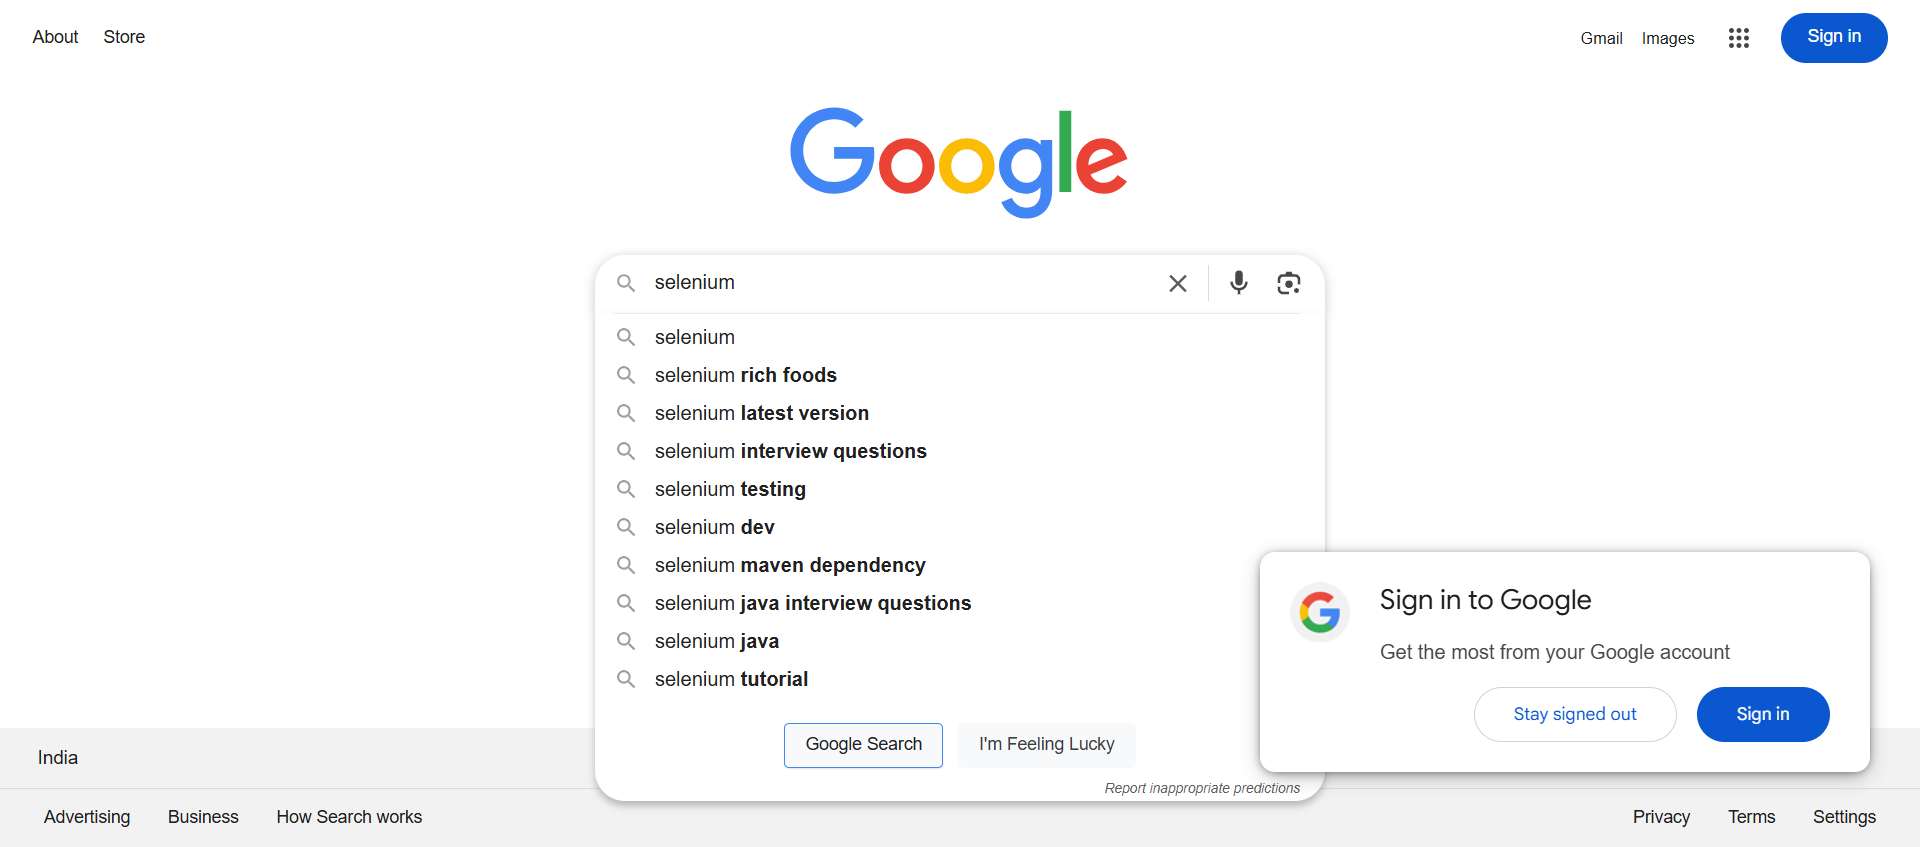 About Store
Gmail Images Sign in
Google
selenium
selenium
selenium rich foods
selenium latest version
selenium interview questions
selenium testing
selenium dev
selenium maven dependency
selenium java interview questions
selenium java
selenium tutorial
Google Search I'm Feeling Lucky
Report inappropriate predictions
Sign in to Google
Get the most from your Google account
Stay signed out Sign in
India
Advertising Business How Search works
Privacy Terms Settings